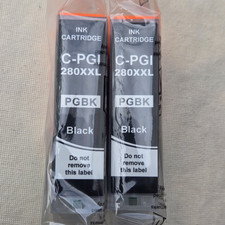 INK
CARTRIDGE
C-PGI
280XXL
PGBK
Black
Do not
remove
this label
INK
CARTRIDGE
C-PGI
280XXL
PGBK
Black
Do not
remove
this label